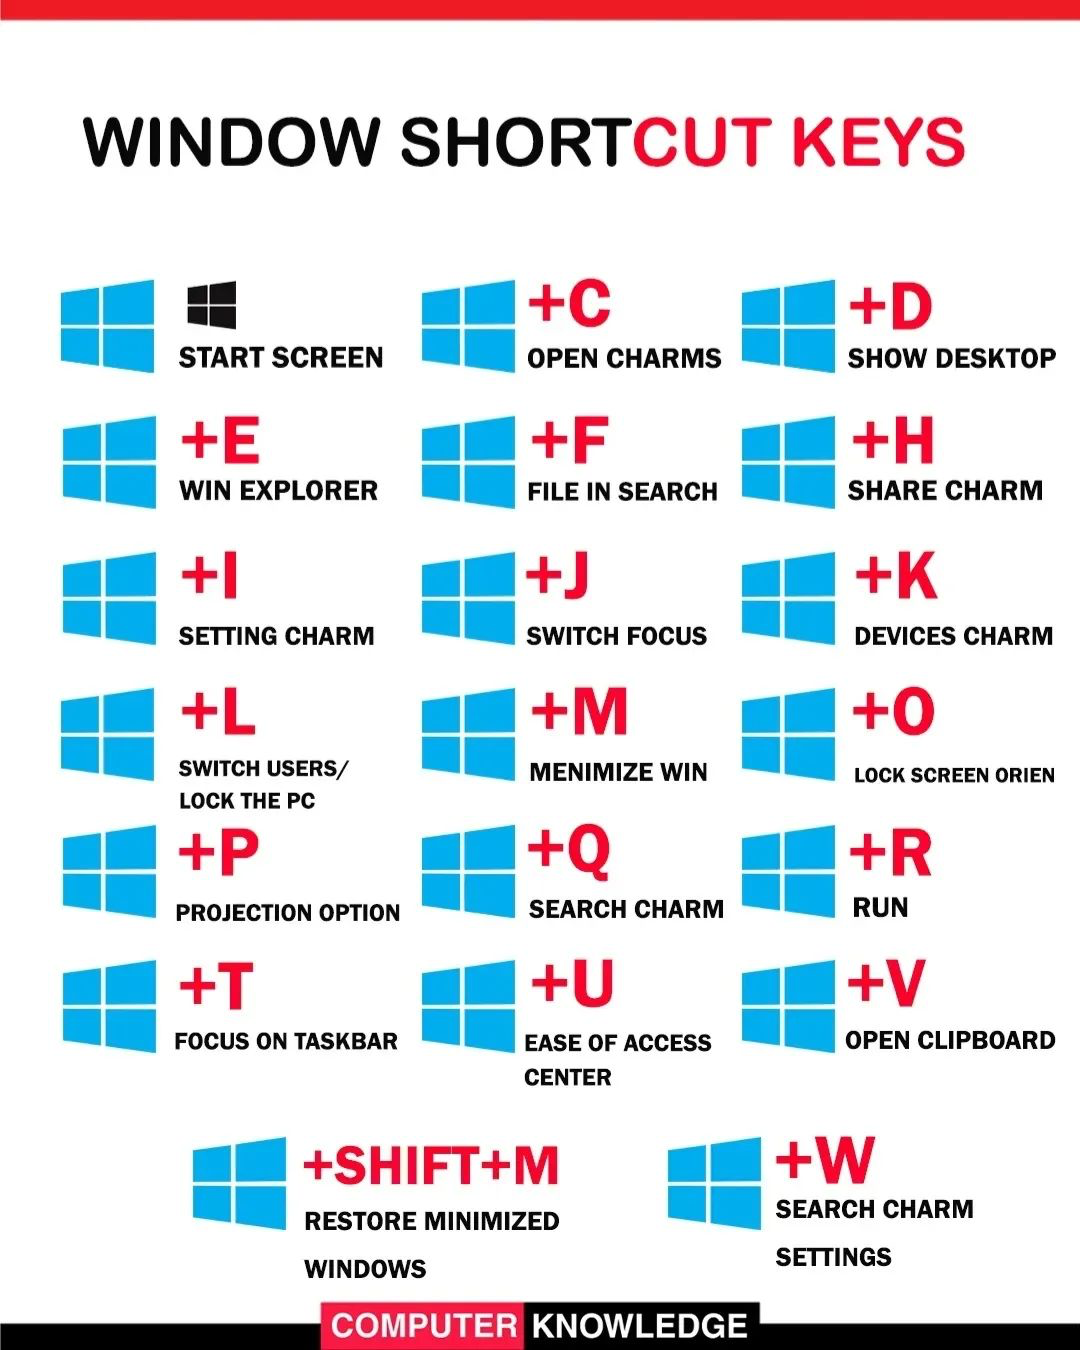 WINDOW SHORTCUT KEYS
START SCREEN
+C
OPEN CHARMS
+D
SHOW DESKTOP
+E
WIN EXPLORER
+F
FILE IN SEARCH
+H
SHARE CHARM
+I
SETTING CHARM
+J
SWITCH FOCUS
+K
DEVICES CHARM
+L
SWITCH USERS/
LOCK THE PC
+M
MENIMIZE WIN
+O
LOCK SCREEN ORIEN
+P
PROJECTION OPTION
+Q
SEARCH CHARM
+R
RUN
+T
FOCUS ON TASKBAR
+U
EASE OF ACCESS
CENTER
+V
OPEN CLIPBOARD
+SHIFT+M
RESTORE MINIMIZED
WINDOWS
+W
SEARCH CHARM
SETTINGS
COMPUTER KNOWLEDGE